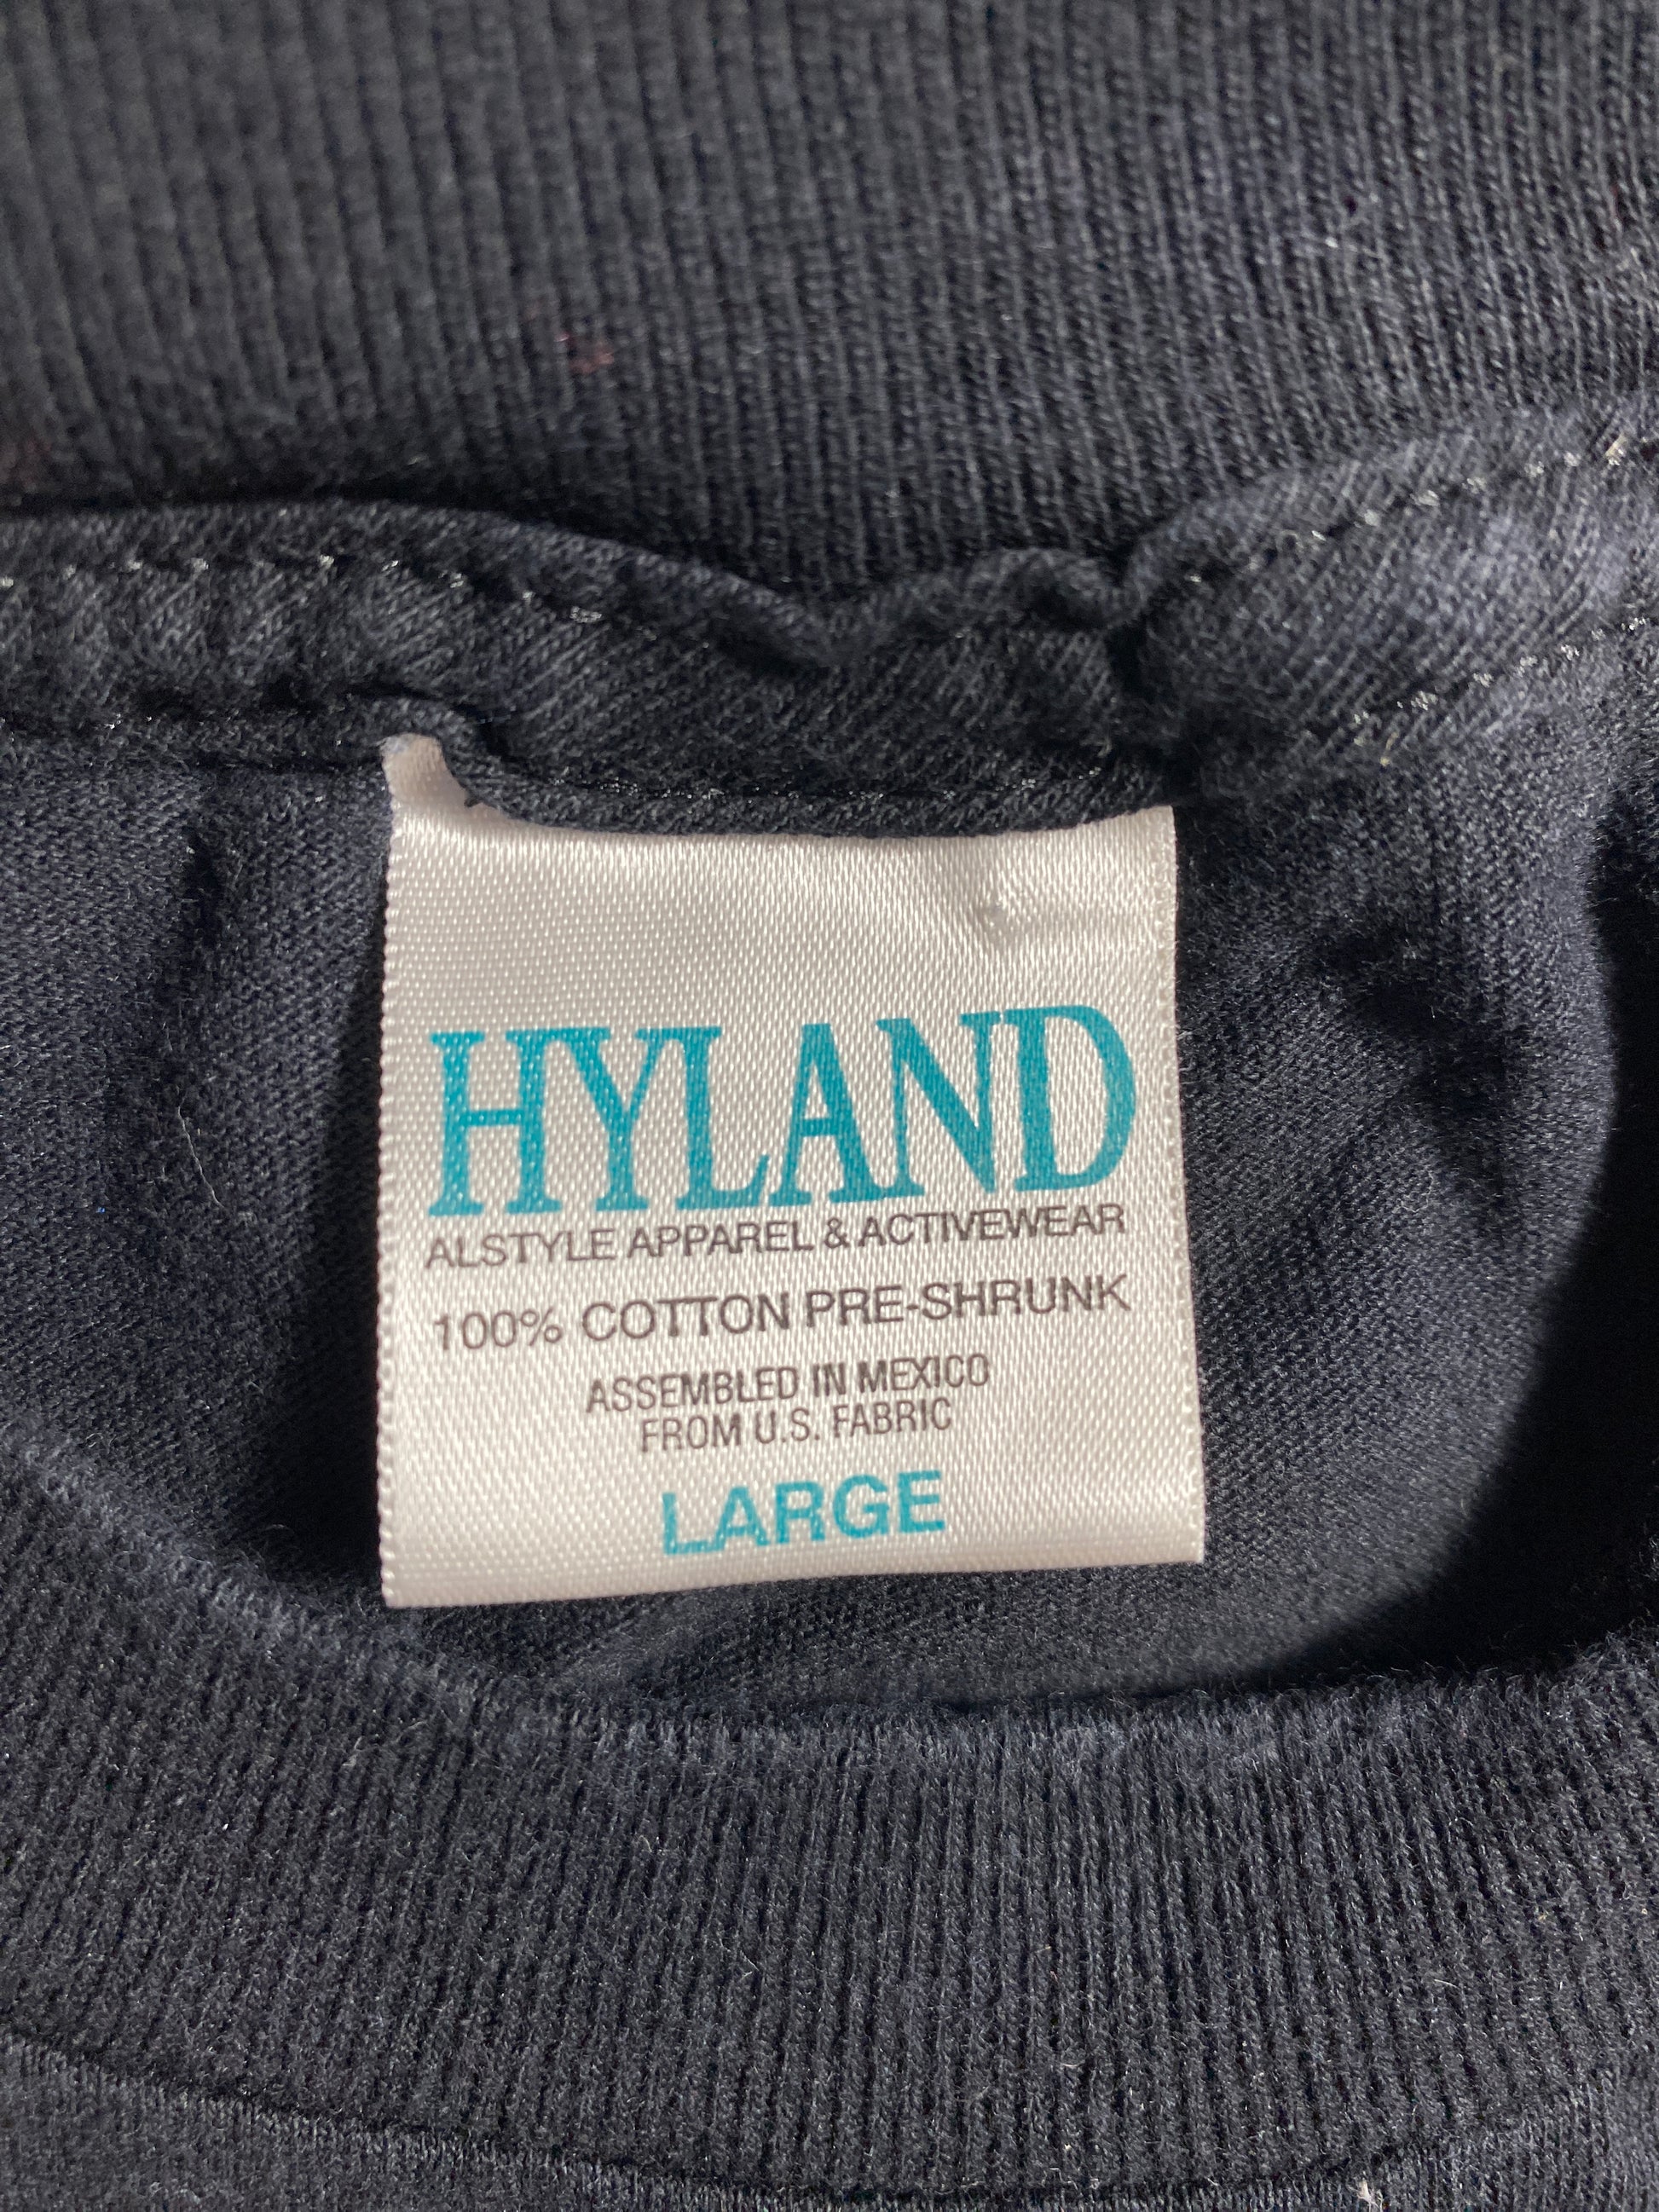 HYLAND
ALSTYLE APPAREL & ACTIVEWEAR
100% COTTON PRE-SHRUNK
ASSEMBLED IN MEXICO
FROM U.S. FABRIC
LARGE